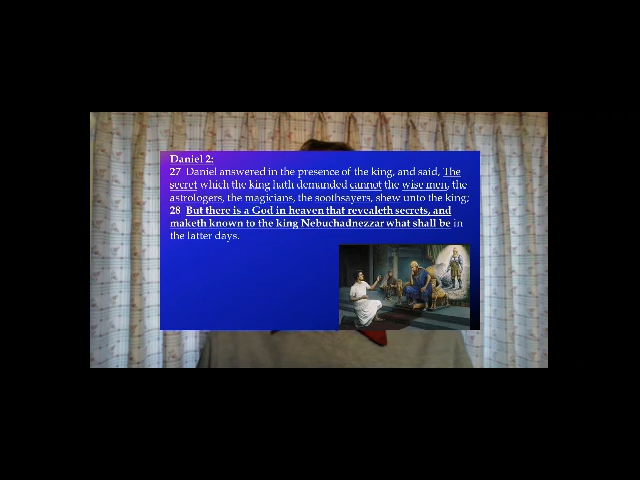 Daniel 2:
27 Daniel answered in the presence of the king, and said, The
secret which the king hath demanded cannot the wise men, the
astrologers, the magicians, the soothsayers, shew unto the king;
28 But there is a God in heaven that revealeth secrets, and
maketh known to the king Nebuchadnezzar what shall be in
the latter days.